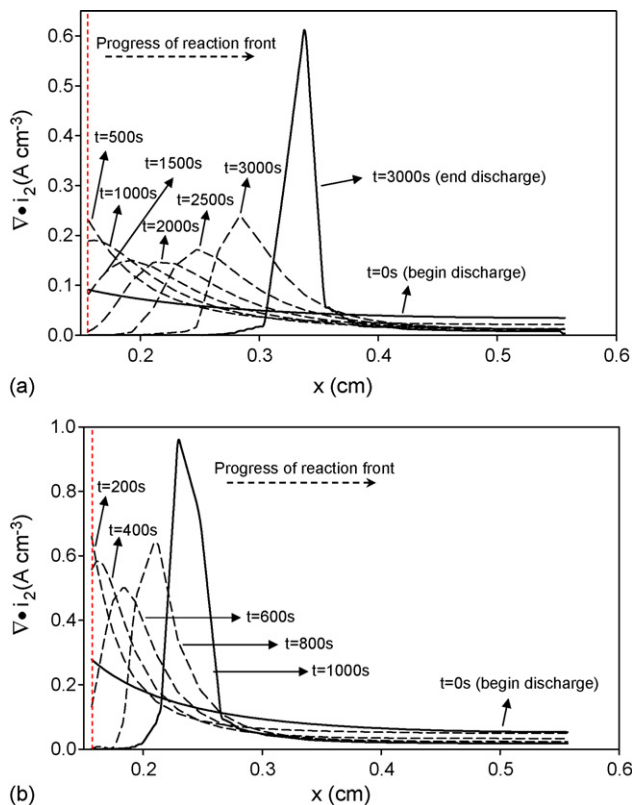 0.6
0.5
0.4
0.3
0.2
0.1
0.0
∇•i₂(A cm⁻³)
Progress of reaction front
t=500s
t=1500s
t=3000s
t=1000s
t=2500s
t=2000s
t=3000s (end discharge)
t=0s (begin discharge)
0.2
0.3
0.4
0.5
0.6
(a)
x (cm)
1.0
0.8
0.6
0.4
0.2
0.0
∇•i₂(A cm⁻³)
Progress of reaction front
t=200s
t=400s
t=600s
t=800s
t=1000s
t=0s (begin discharge)
0.2
0.3
0.4
0.5
0.6
(b)
x (cm)